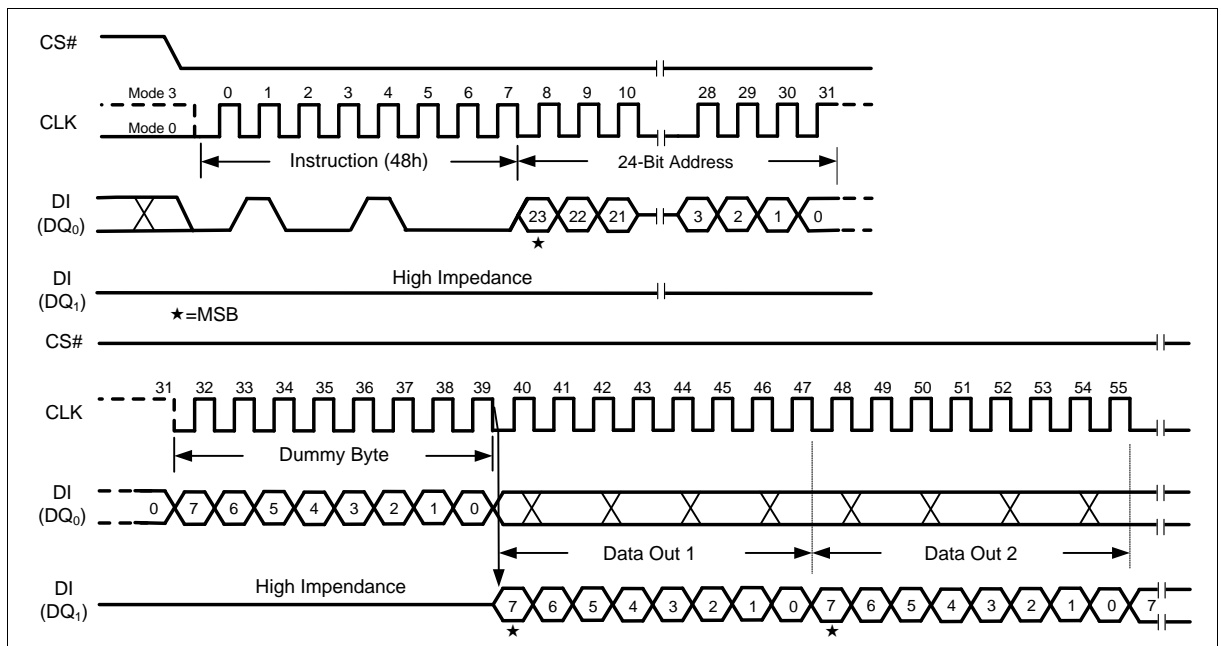 CS#
Mode 3
0 1 2 3 4 5 6 7 8 9 10 28 29 30 31
CLK
Mode 0
Instruction (48h) 24-Bit Address
DI
(DQ0)
23 22 21 3 2 1 0
★
DI
(DQ1)
High Impedance
★=MSB
CS#
31 32 33 34 35 36 37 38 39 40 41 42 43 44 45 46 47 48 49 50 51 52 53 54 55
CLK
Dummy Byte
DI
(DQ0)
0 7 6 5 4 3 2 1 0
Data Out 1 Data Out 2
DI
(DQ1)
High Impendance
7 6 5 4 3 2 1 0 7 6 5 4 3 2 1 0 7
★ ★